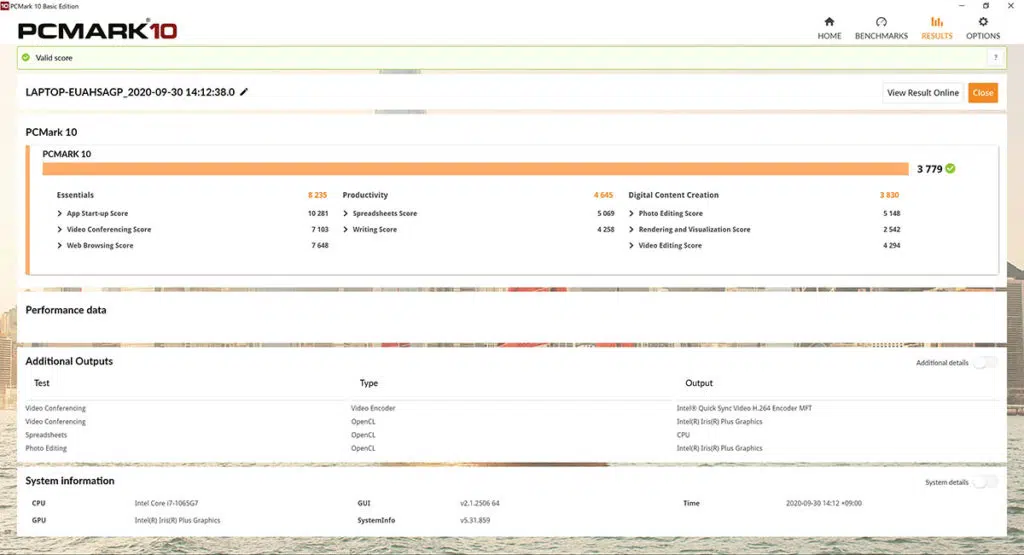 10 PCMark 10 Basic Edition
PCMARK®10
HOME BENCHMARKS RESULTS OPTIONS
Valid score ?
LAPTOP-EUAHSAGP_2020-09-30 14:12:38.0 View Result Online Close
PCMark 10
PCMARK 10
3 779
Essentials 8 235 Productivity 4 645 Digital Content Creation 3 830
App Start-up Score 10 281 Spreadsheets Score 5 069 Photo Editing Score 5 148
Video Conferencing Score 7 103 Writing Score 4 258 Rendering and Visualization Score 2 542
Web Browsing Score 7 648 Video Editing Score 4 294
Performance data
Additional Outputs Additional details
Test Type Output
Video Conferencing Video Encoder Intel® Quick Sync Video H.264 Encoder MFT
Video Conferencing OpenCL Intel(R) Iris(R) Plus Graphics
Spreadsheets OpenCL CPU
Photo Editing OpenCL Intel(R) Iris(R) Plus Graphics
System information System details
CPU Intel Core i7-1065G7 GUI v2.1.2506 64 Time 2020-09-30 14:12 +09:00
GPU Intel(R) Iris(R) Plus Graphics SystemInfo v5.31.859